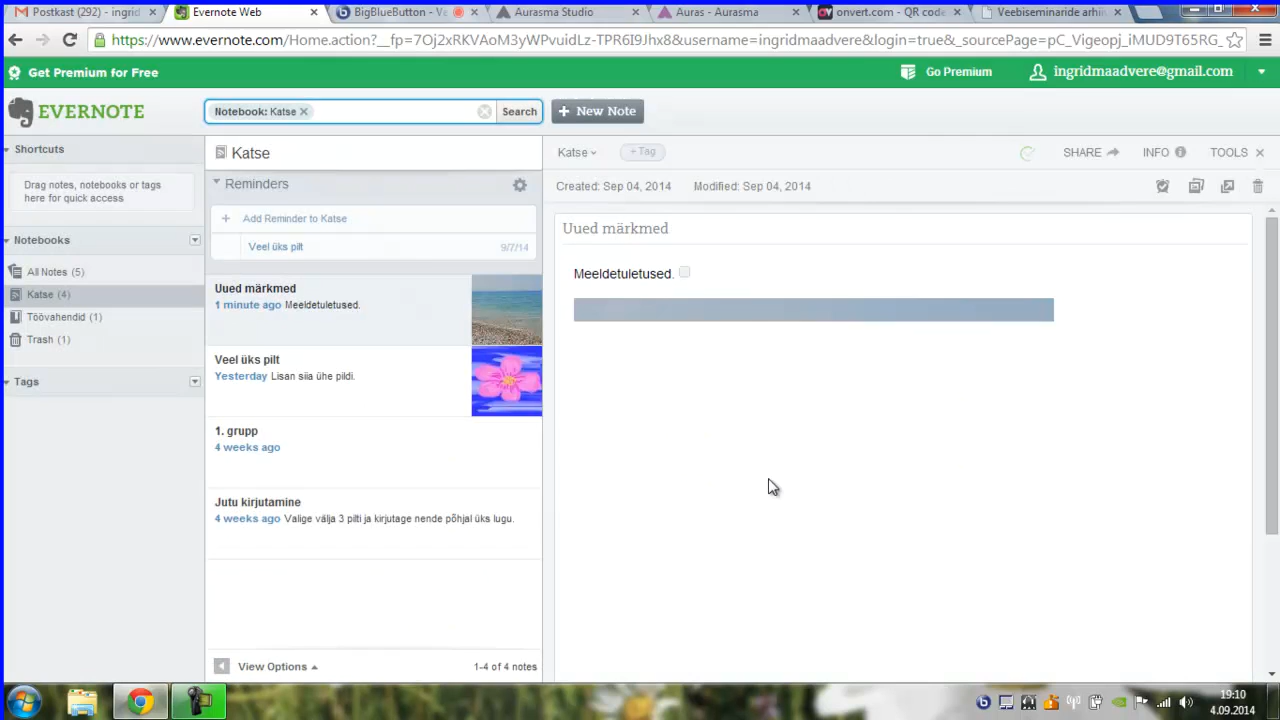 Postkast (292) - ingrid
Evernote Web
BigBlueButton - Ve
Aurasma Studio
Auras - Aurasma
onvert.com - QR code
Veebiseminaride arhi
https://www.evernote.com/Home.action?__fp=7Oj2xRKVAoM3yWPvuidLz-TPR6I9Jhx8&username=ingridmaadvere&login=true&_sourcePage=pC_Vigeopj_iMUD9T65RG_
Get Premium for Free
Go Premium
ingridmaadvere@gmail.com
EVERNOTE
Notebook: Katse
Search
+ New Note
Shortcuts
Drag notes, notebooks or tags
here for quick access
Notebooks
All Notes (5)
Katse (4)
Töövahendid (1)
Trash (1)
Tags
Katse
Reminders
Add Reminder to Katse
Veel üks pilt
9/7/14
Uued märkmed
1 minute ago Meeldetuletused.
Veel üks pilt
Yesterday Lisan siia ühe pildi.
1. grupp
4 weeks ago
Jutu kirjutamine
4 weeks ago Valige välja 3 pilti ja kirjutage nende põhjal üks lugu.
View Options
1-4 of 4 notes
Katse
+ Tag
SHARE
INFO
TOOLS
Created: Sep 04, 2014
Modified: Sep 04, 2014
Uued märkmed
Meeldetuletused.
19:10
4.09.2014